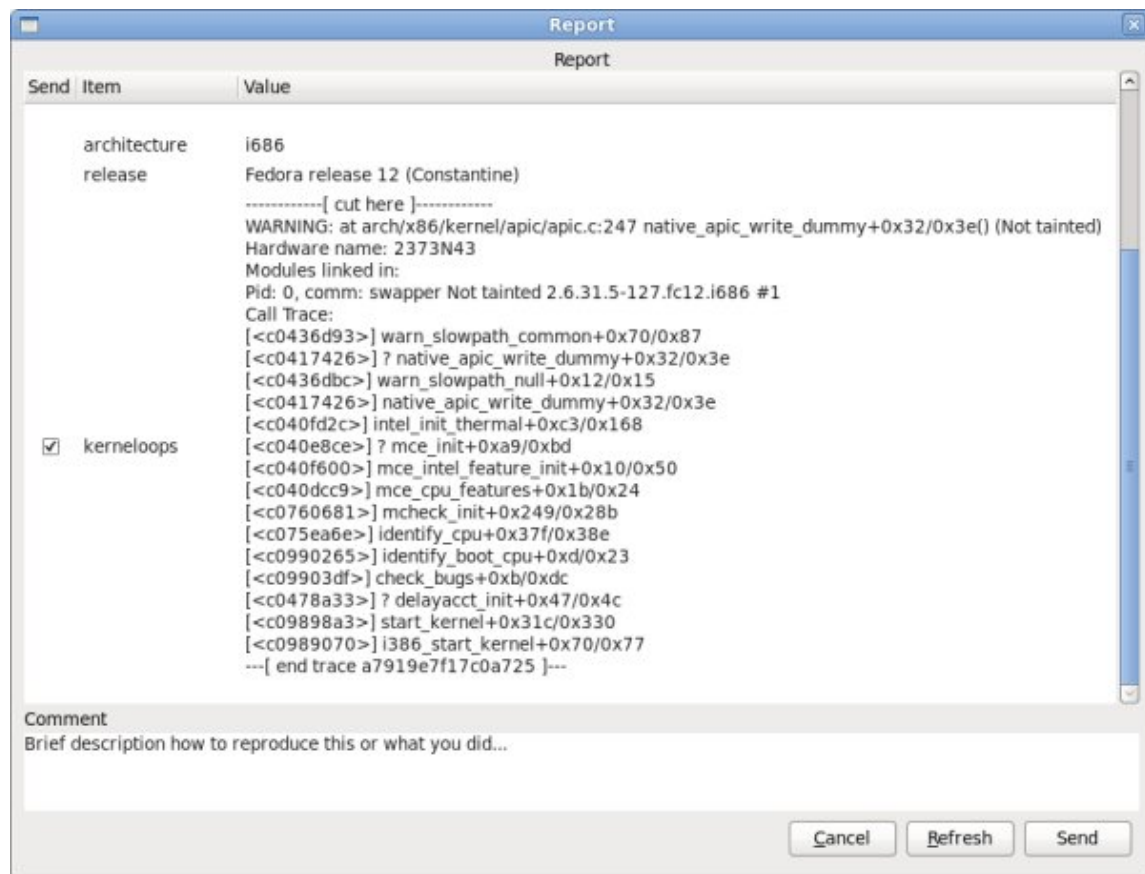 Report
Report
Send Item Value
architecture i686
release Fedora release 12 (Constantine)
------------[ cut here ]------------
WARNING: at arch/x86/kernel/apic/apic.c:247 native_apic_write_dummy+0x32/0x3e() (Not tainted)
Hardware name: 2373N43
Modules linked in:
Pid: 0, comm: swapper Not tainted 2.6.31.5-127.fc12.i686 #1
Call Trace:
[<c0436d93>] warn_slowpath_common+0x70/0x87
[<c0417426>] ? native_apic_write_dummy+0x32/0x3e
[<c0436dbc>] warn_slowpath_null+0x12/0x15
[<c0417426>] native_apic_write_dummy+0x32/0x3e
[<c040fd2c>] intel_init_thermal+0xc3/0x168
kerneloops [<c040e8ce>] ? mce_init+0xa9/0xbd
[<c040f600>] mce_intel_feature_init+0x10/0x50
[<c040dcc9>] mce_cpu_features+0x1b/0x24
[<c0760681>] mcheck_init+0x249/0x28b
[<c075ea6e>] identify_cpu+0x37f/0x38e
[<c0990265>] identify_boot_cpu+0xd/0x23
[<c09903df>] check_bugs+0xb/0xdc
[<c0478a33>] ? delayacct_init+0x47/0x4c
[<c09898a3>] start_kernel+0x31c/0x330
[<c0989070>] i386_start_kernel+0x70/0x77
---[ end trace a7919e7f17c0a725 ]---
Comment
Brief description how to reproduce this or what you did...
Cancel Refresh Send